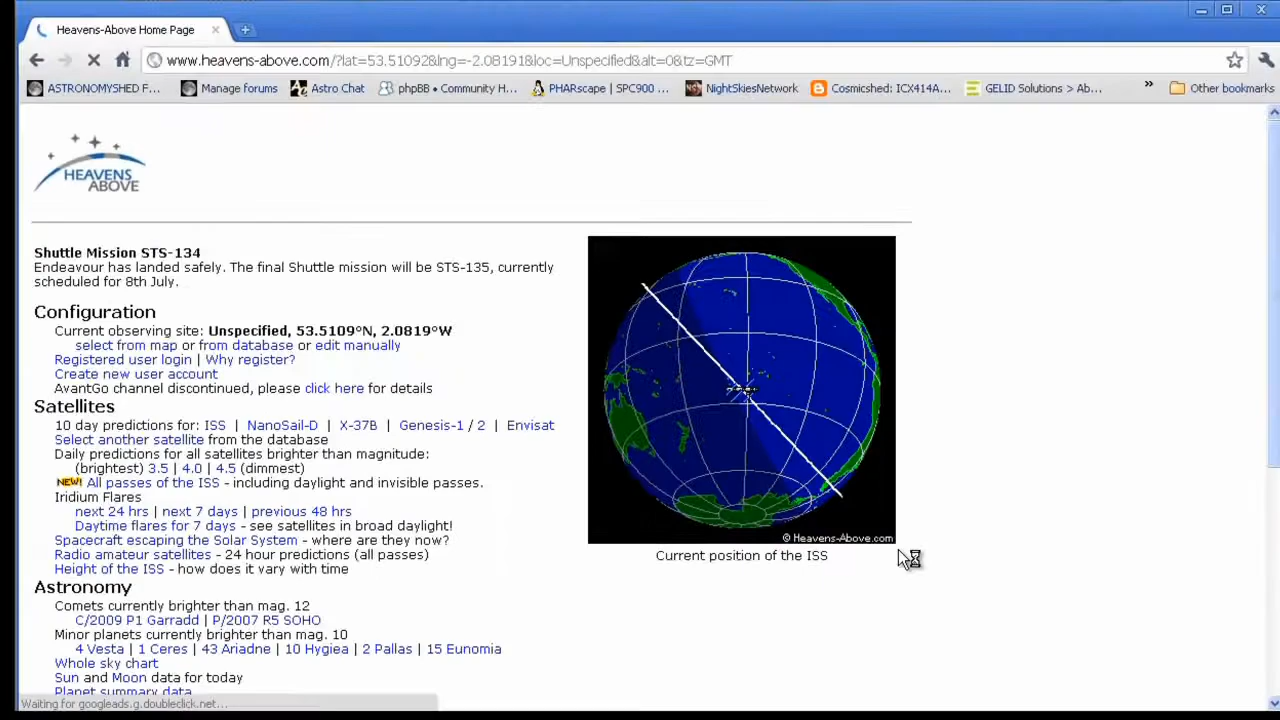 Heavens-Above Home Page
www.heavens-above.com/?lat=53.51092&lng=-2.08191&loc=Unspecified&alt=0&tz=GMT
ASTRONOMYSHED F... Manage forums Astro Chat phpBB • Community H... PHARscape | SPC900 ... NightSkiesNetwork Cosmicshed: ICX414A... GELID Solutions > Ab... » Other bookmarks
HEAVENS
ABOVE
Shuttle Mission STS-134
Endeavour has landed safely. The final Shuttle mission will be STS-135, currently
scheduled for 8th July.
Configuration
Current observing site: Unspecified, 53.5109°N, 2.0819°W
select from map or from database or edit manually
Registered user login | Why register?
Create new user account
AvantGo channel discontinued, please click here for details
Satellites
10 day predictions for: ISS | NanoSail-D | X-37B | Genesis-1 / 2 | Envisat
Select another satellite from the database
Daily predictions for all satellites brighter than magnitude:
(brightest) 3.5 | 4.0 | 4.5 (dimmest)
NEW! All passes of the ISS - including daylight and invisible passes.
Iridium Flares
next 24 hrs | next 7 days | previous 48 hrs
Daytime flares for 7 days - see satellites in broad daylight!
Spacecraft escaping the Solar System - where are they now?
Radio amateur satellites - 24 hour predictions (all passes)
Height of the ISS - how does it vary with time
Astronomy
Comets currently brighter than mag. 12
C/2009 P1 Garradd | P/2007 R5 SOHO
Minor planets currently brighter than mag. 10
4 Vesta | 1 Ceres | 43 Ariadne | 10 Hygiea | 2 Pallas | 15 Eunomia
Whole sky chart
Sun and Moon data for today
Planet summary data
© Heavens-Above.com
Current position of the ISS
Waiting for googleads.g.doubleclick.net...